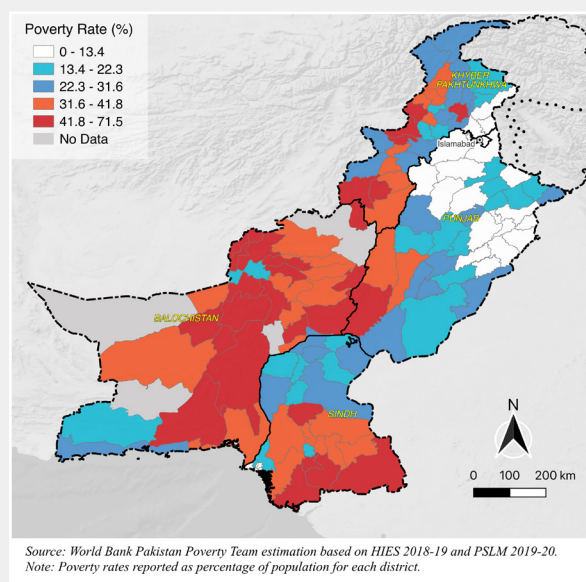 Poverty Rate (%)
0 - 13.4
13.4 - 22.3
22.3 - 31.6
31.6 - 41.8
41.8 - 71.5
No Data
KHYBER
PAKHTUNKHWA
Islamabad
PUNJAB
BALOCHISTAN
SINDH
N
0 100 200 km
Source: World Bank Pakistan Poverty Team estimation based on HIES 2018-19 and PSLM 2019-20.
Note: Poverty rates reported as percentage of population for each district.